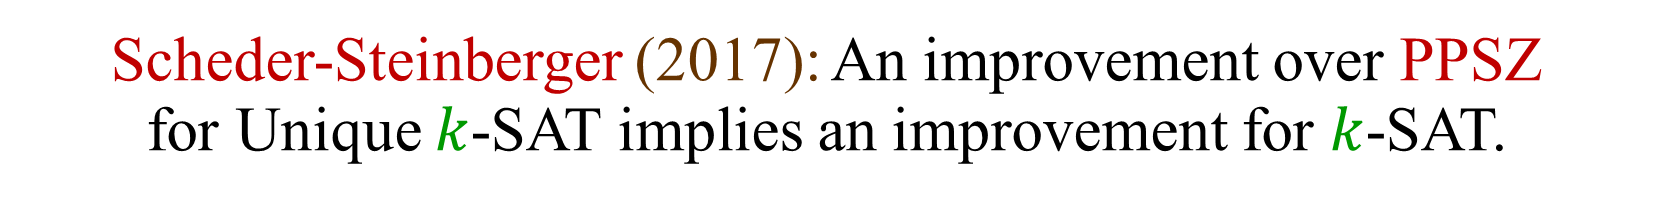 Scheder-Steinberger (2017): An improvement over PPSZ
for Unique k-SAT implies an improvement for k-SAT.